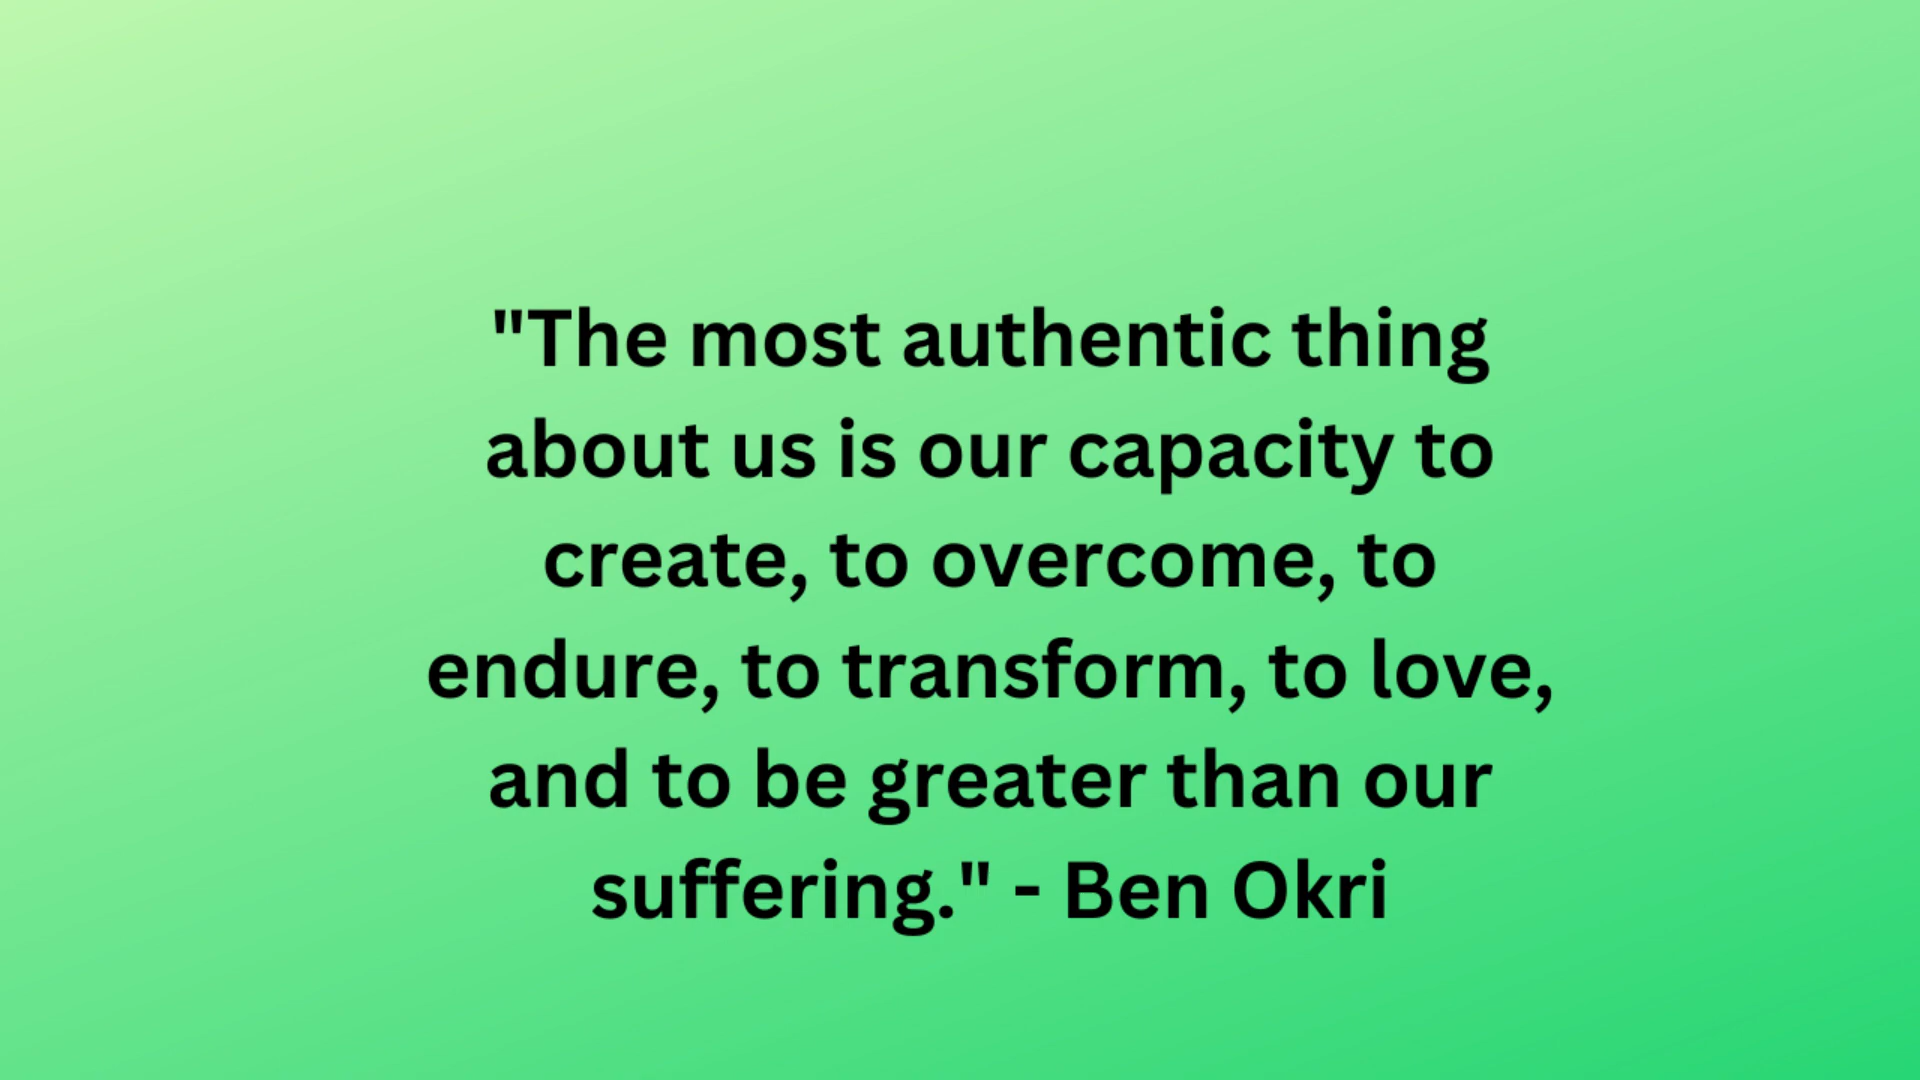 "The most authentic thing
about us is our capacity to
create, to overcome, to
endure, to transform, to love,
and to be greater than our
suffering." - Ben Okri